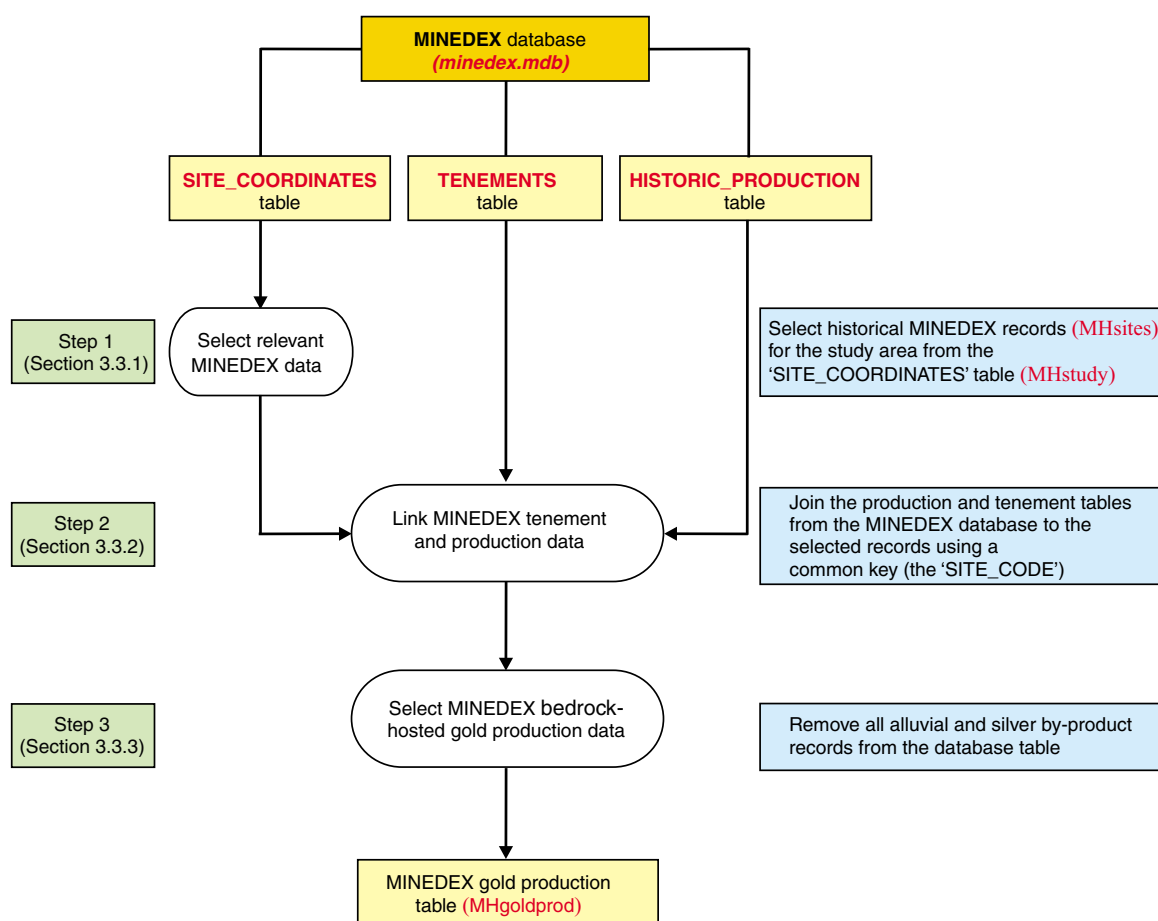 MINEDEX database
(minedex.mdb)
SITE_COORDINATES
table
TENEMENTS
table
HISTORIC_PRODUCTION
table
Step 1
(Section 3.3.1)
Select relevant
MINEDEX data
Select historical MINEDEX records (MHsites)
for the study area from the
‘SITE_COORDINATES’ table (MHstudy)
Step 2
(Section 3.3.2)
Link MINEDEX tenement
and production data
Join the production and tenement tables
from the MINEDEX database to the
selected records using a
common key (the ‘SITE_CODE’)
Step 3
(Section 3.3.3)
Select MINEDEX bedrock-
hosted gold production data
Remove all alluvial and silver by-product
records from the database table
MINEDEX gold production
table (MHgoldprod)